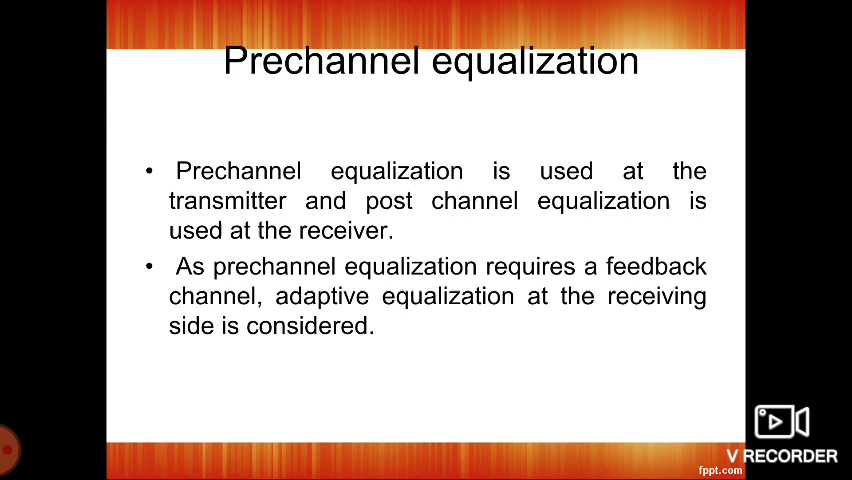 Prechannel equalization
• Prechannel equalization is used at the
transmitter and post channel equalization is
used at the receiver.
• As prechannel equalization requires a feedback
channel, adaptive equalization at the receiving
side is considered.
V RECORDER
fppt.com